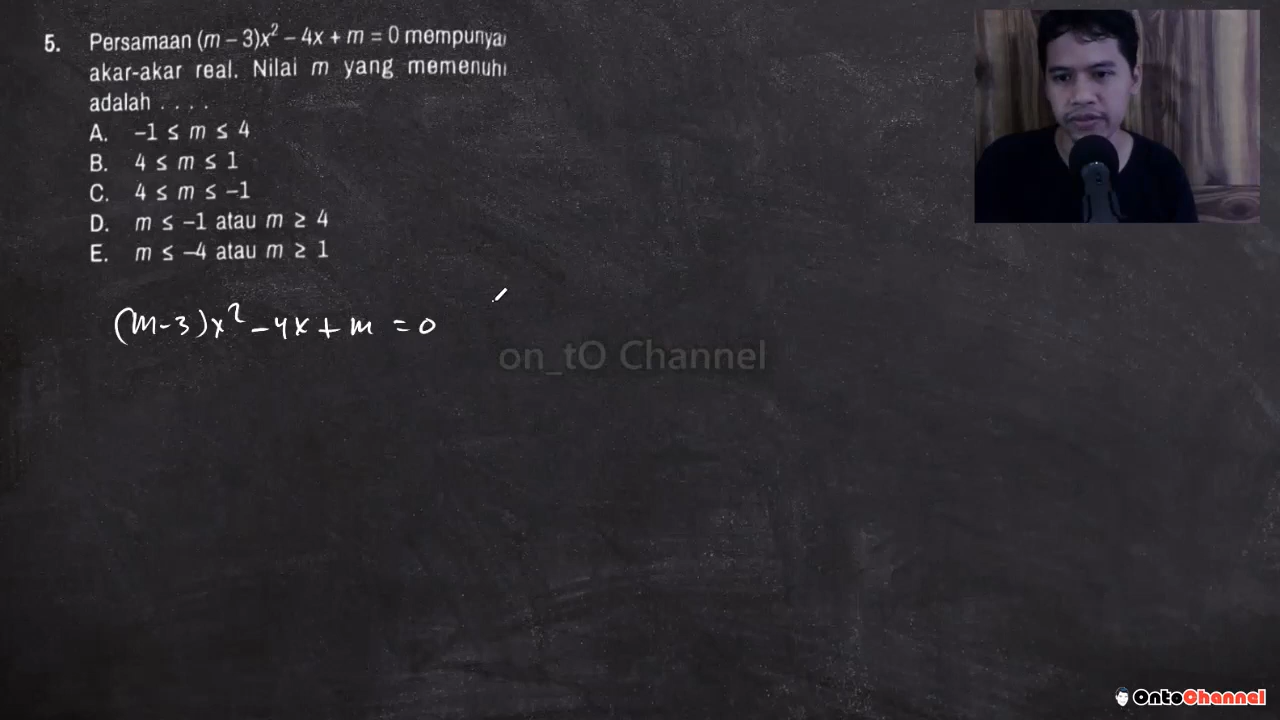 5. Persamaan (m – 3)x² – 4x + m = 0 mempunyai
akar-akar real. Nilai m yang memenuhi
adalah . . . .
A. –1 ≤ m ≤ 4
B. 4 ≤ m ≤ 1
C. 4 ≤ m ≤ –1
D. m ≤ –1 atau m ≥ 4
E. m ≤ –4 atau m ≥ 1
(m-3)x² - 4x + m = 0
on_tO Channel
OntoChannel